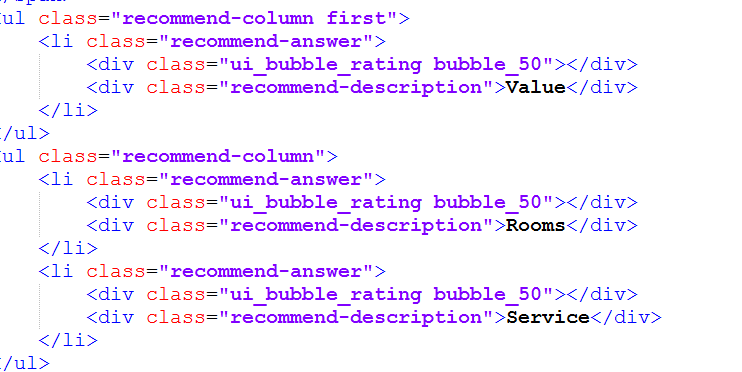 ul class="recommend-column first">
<li class="recommend-answer">
<div class="ui_bubble_rating bubble_50"></div>
<div class="recommend-description">Value</div>
</li>
/ul>
ul class="recommend-column">
<li class="recommend-answer">
<div class="ui_bubble_rating bubble_50"></div>
<div class="recommend-description">Rooms</div>
</li>
<li class="recommend-answer">
<div class="ui_bubble_rating bubble_50"></div>
<div class="recommend-description">Service</div>
</li>
/ul>